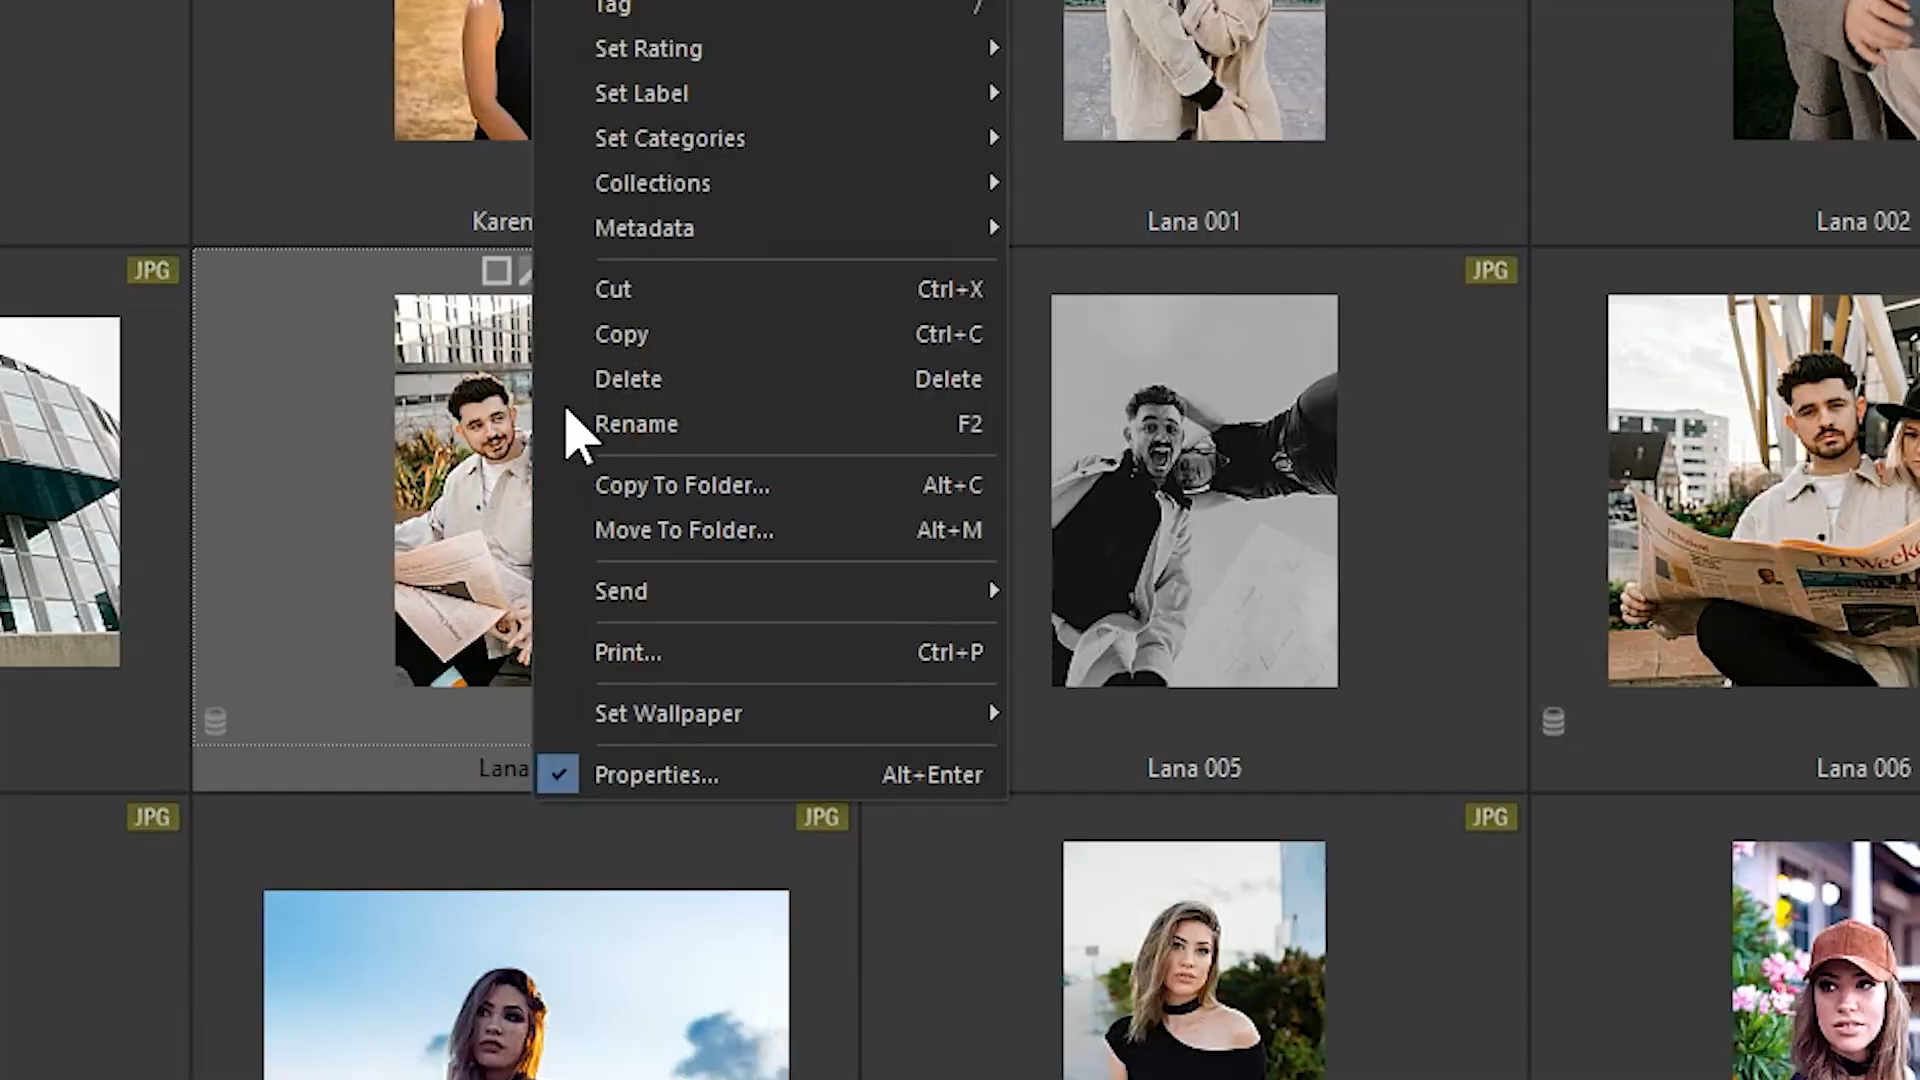 Tag /
Set Rating
Set Label
Set Categories
Collections
Metadata
Karen
Lana 001
Lana 002
JPG
JPG
Cut Ctrl+X
Copy Ctrl+C
Delete Delete
Rename F2
Copy To Folder... Alt+C
Move To Folder... Alt+M
Send
Print... Ctrl+P
Set Wallpaper
Properties... Alt+Enter
Lana
Lana 005
Lana 006
JPG
JPG
JPG